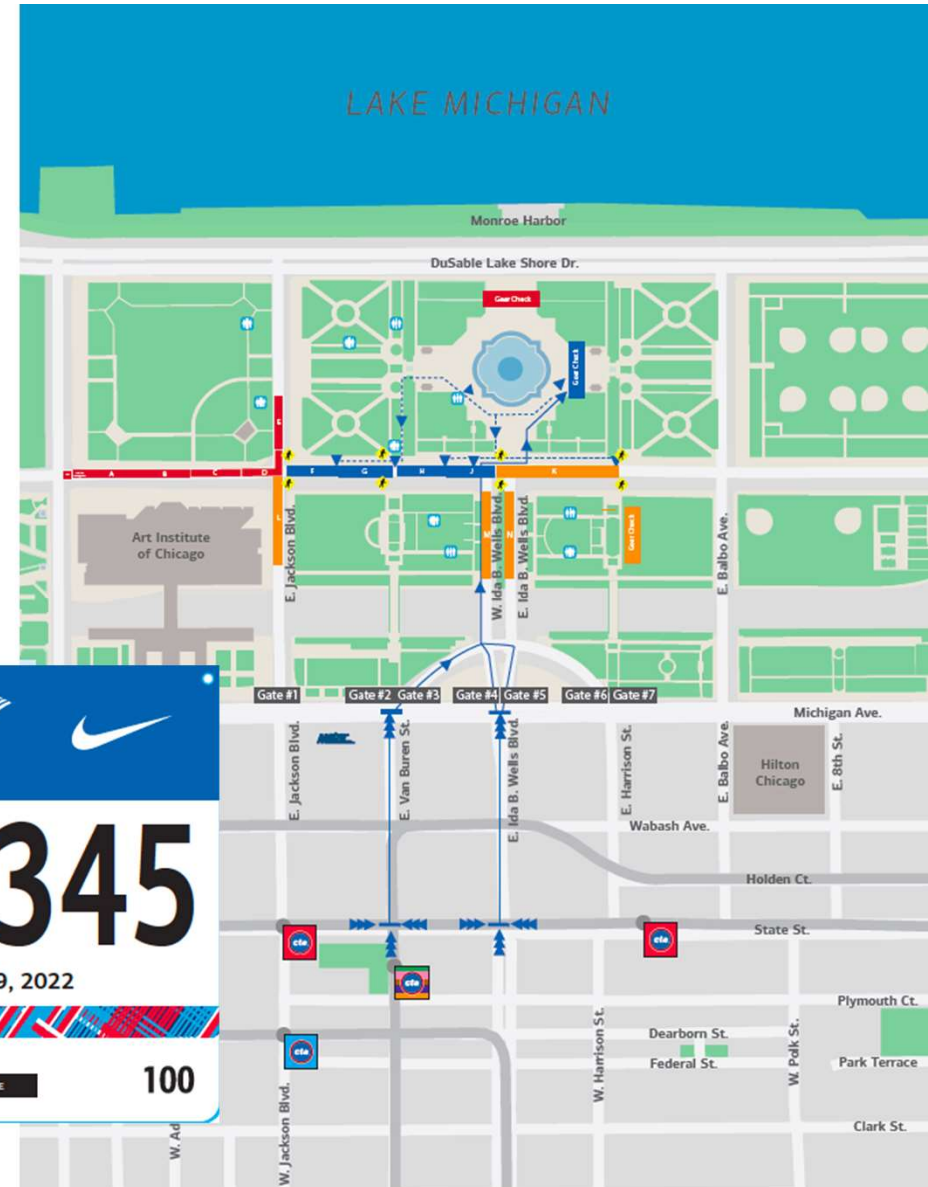 LAKE MICHIGAN
Monroe Harbor
DuSable Lake Shore Dr.
Gear Check
Gear Check
E
A B C D
F G H J K
L
M N
Gear Check
Art Institute
of Chicago
E. Jackson Blvd.
W. Ida B. Wells Blvd.
E. Ida B. Wells Blvd.
E. Balbo Ave.
Gate #1
Gate #2
Gate #3
Gate #4
Gate #5
Gate #6
Gate #7
Michigan Ave.
E. Jackson Blvd.
E. Van Buren St.
E. Ida B. Wells Blvd.
E. Harrison St.
E. Balbo Ave.
Hilton
Chicago
E. 8th St.
Wabash Ave.
Holden Ct.
State St.
cta
cta
cta
cta
Plymouth Ct.
Dearborn St.
Federal St.
Park Terrace
W. Harrison St.
W. Polk St.
Clark St.
W. Jackson Blvd.
W. Ad
345
9, 2022
E
100